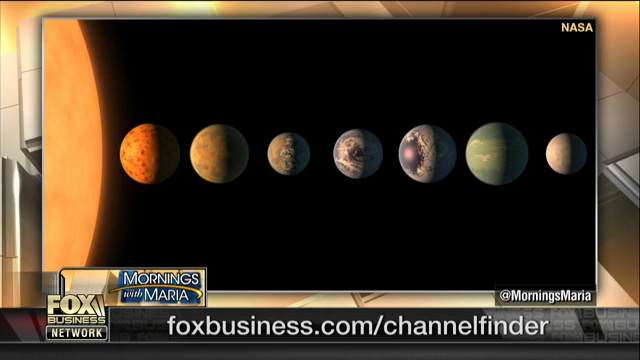 NASA
MORNINGS
with MARIA
@MorningsMaria
FOX
BUSINESS
NETWORK
foxbusiness.com/channelfinder